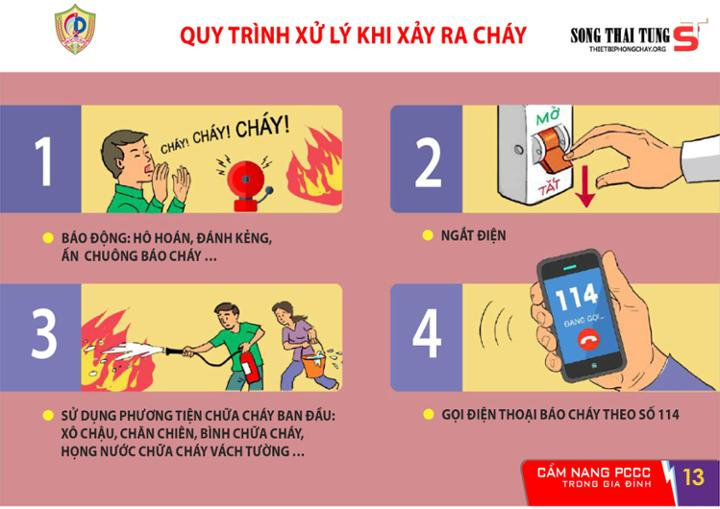 QUY TRÌNH XỬ LÝ KHI XẢY RA CHÁY
SONG THAI TUNG
THIETBIPHONGCHAY.ORG
ST
1
CHÁY! CHÁY! CHÁY!
BÁO ĐỘNG: HÔ HOÁN, ĐÁNH KẺNG,
ẤN CHUÔNG BÁO CHÁY ...
2
MỞ
TẮT
NGẮT ĐIỆN
3
SỬ DỤNG PHƯƠNG TIỆN CHỮA CHÁY BAN ĐẦU:
XÔ CHẬU, CHĂN CHIÊN, BÌNH CHỮA CHÁY,
HỌNG NƯỚC CHỮA CHÁY VÁCH TƯỜNG ...
4
114
ĐANG GỌI...
GỌI ĐIỆN THOẠI BÁO CHÁY THEO SỐ 114
CẨM NANG PCCC
TRONG GIA ĐÌNH
13